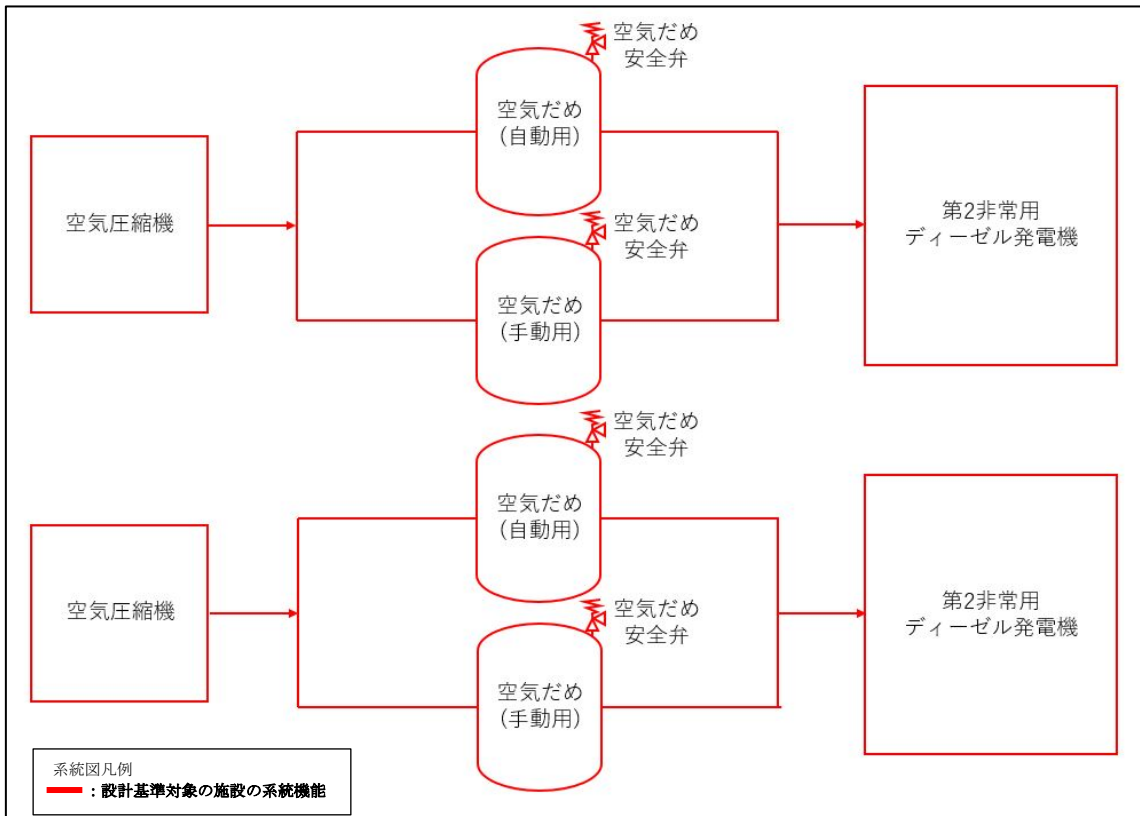 空気だめ
安全弁
空気だめ
(自動用)
空気圧縮機
空気だめ
安全弁
空気だめ
(手動用)
第2非常用
ディーゼル発電機
空気だめ
安全弁
空気だめ
(自動用)
空気圧縮機
空気だめ
安全弁
空気だめ
(手動用)
第2非常用
ディーゼル発電機
系統図凡例
：設計基準対象の施設の系統機能